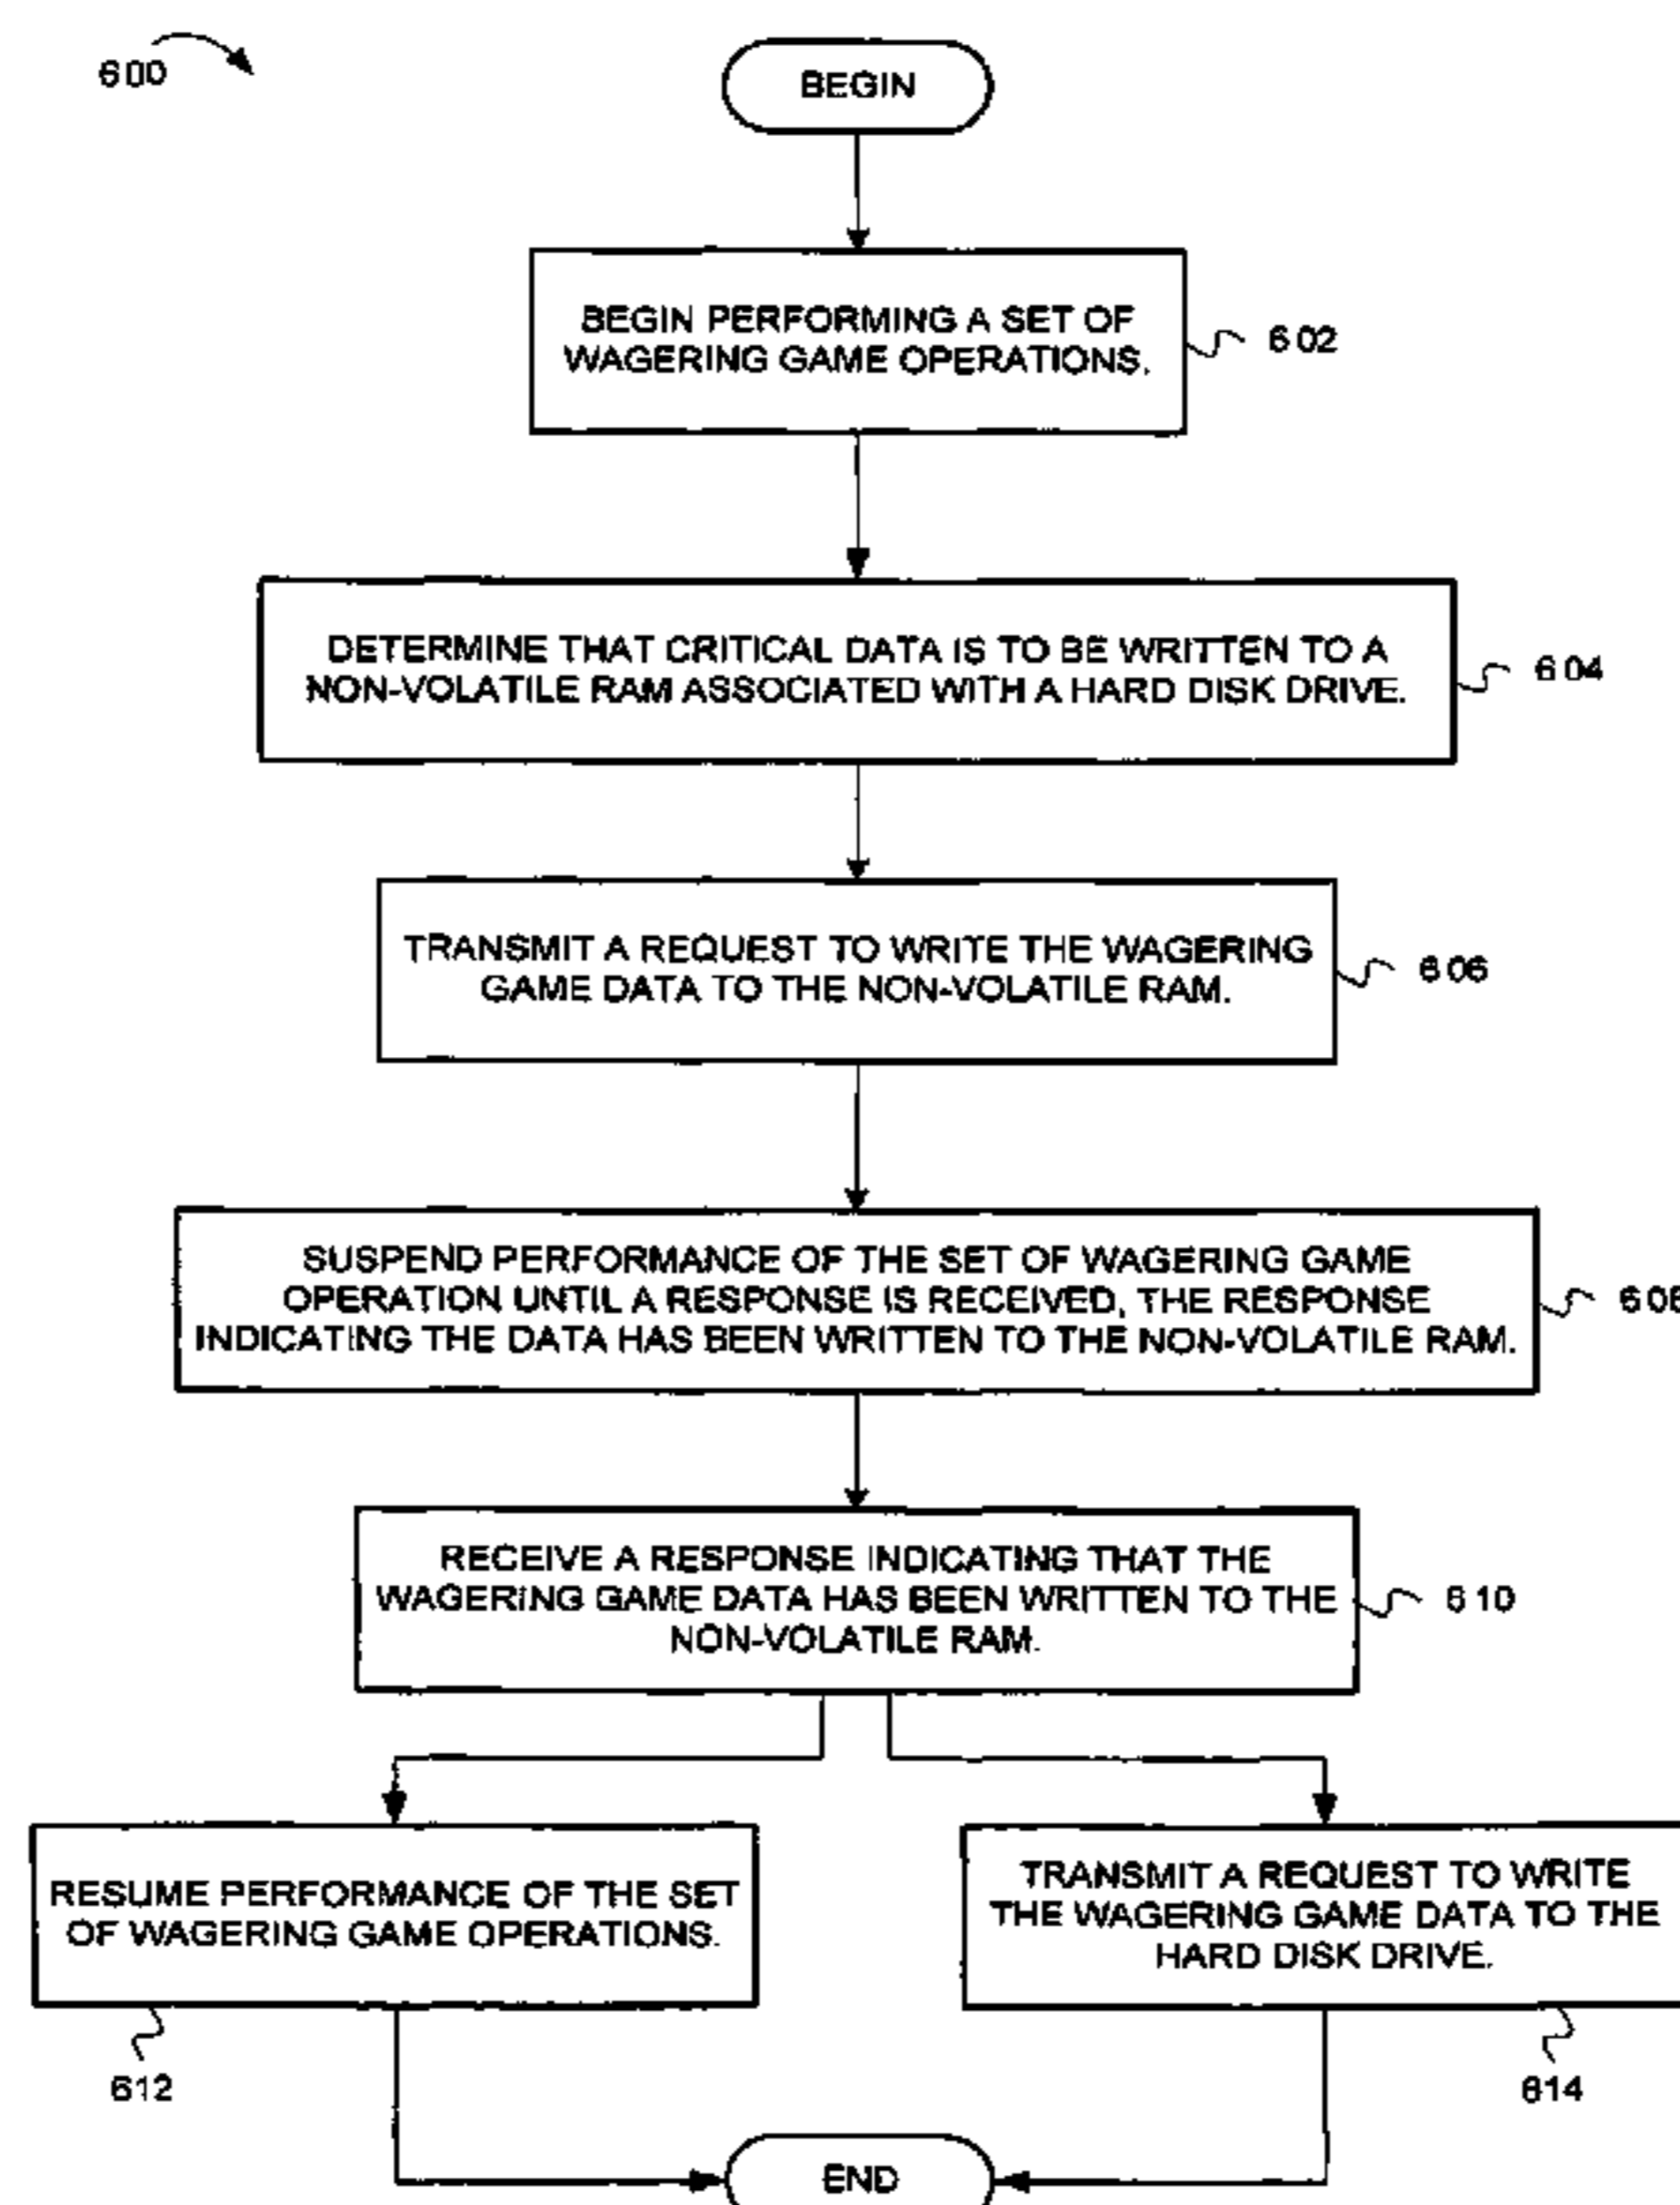 600
BEGIN
BEGIN PERFORMING A SET OF
WAGERING GAME OPERATIONS.
602
DETERMINE THAT CRITICAL DATA IS TO BE WRITTEN TO A
NON-VOLATILE RAM ASSOCIATED WITH A HARD DISK DRIVE.
604
TRANSMIT A REQUEST TO WRITE THE WAGERING
GAME DATA TO THE NON-VOLATILE RAM.
606
SUSPEND PERFORMANCE OF THE SET OF WAGERING GAME
OPERATION UNTIL A RESPONSE IS RECEIVED, THE RESPONSE
INDICATING THE DATA HAS BEEN WRITTEN TO THE NON-VOLATILE RAM.
608
RECEIVE A RESPONSE INDICATING THAT THE
WAGERING GAME DATA HAS BEEN WRITTEN TO THE
NON-VOLATILE RAM.
610
RESUME PERFORMANCE OF THE SET
OF WAGERING GAME OPERATIONS.
TRANSMIT A REQUEST TO WRITE
THE WAGERING GAME DATA TO THE
HARD DISK DRIVE.
612
614
END